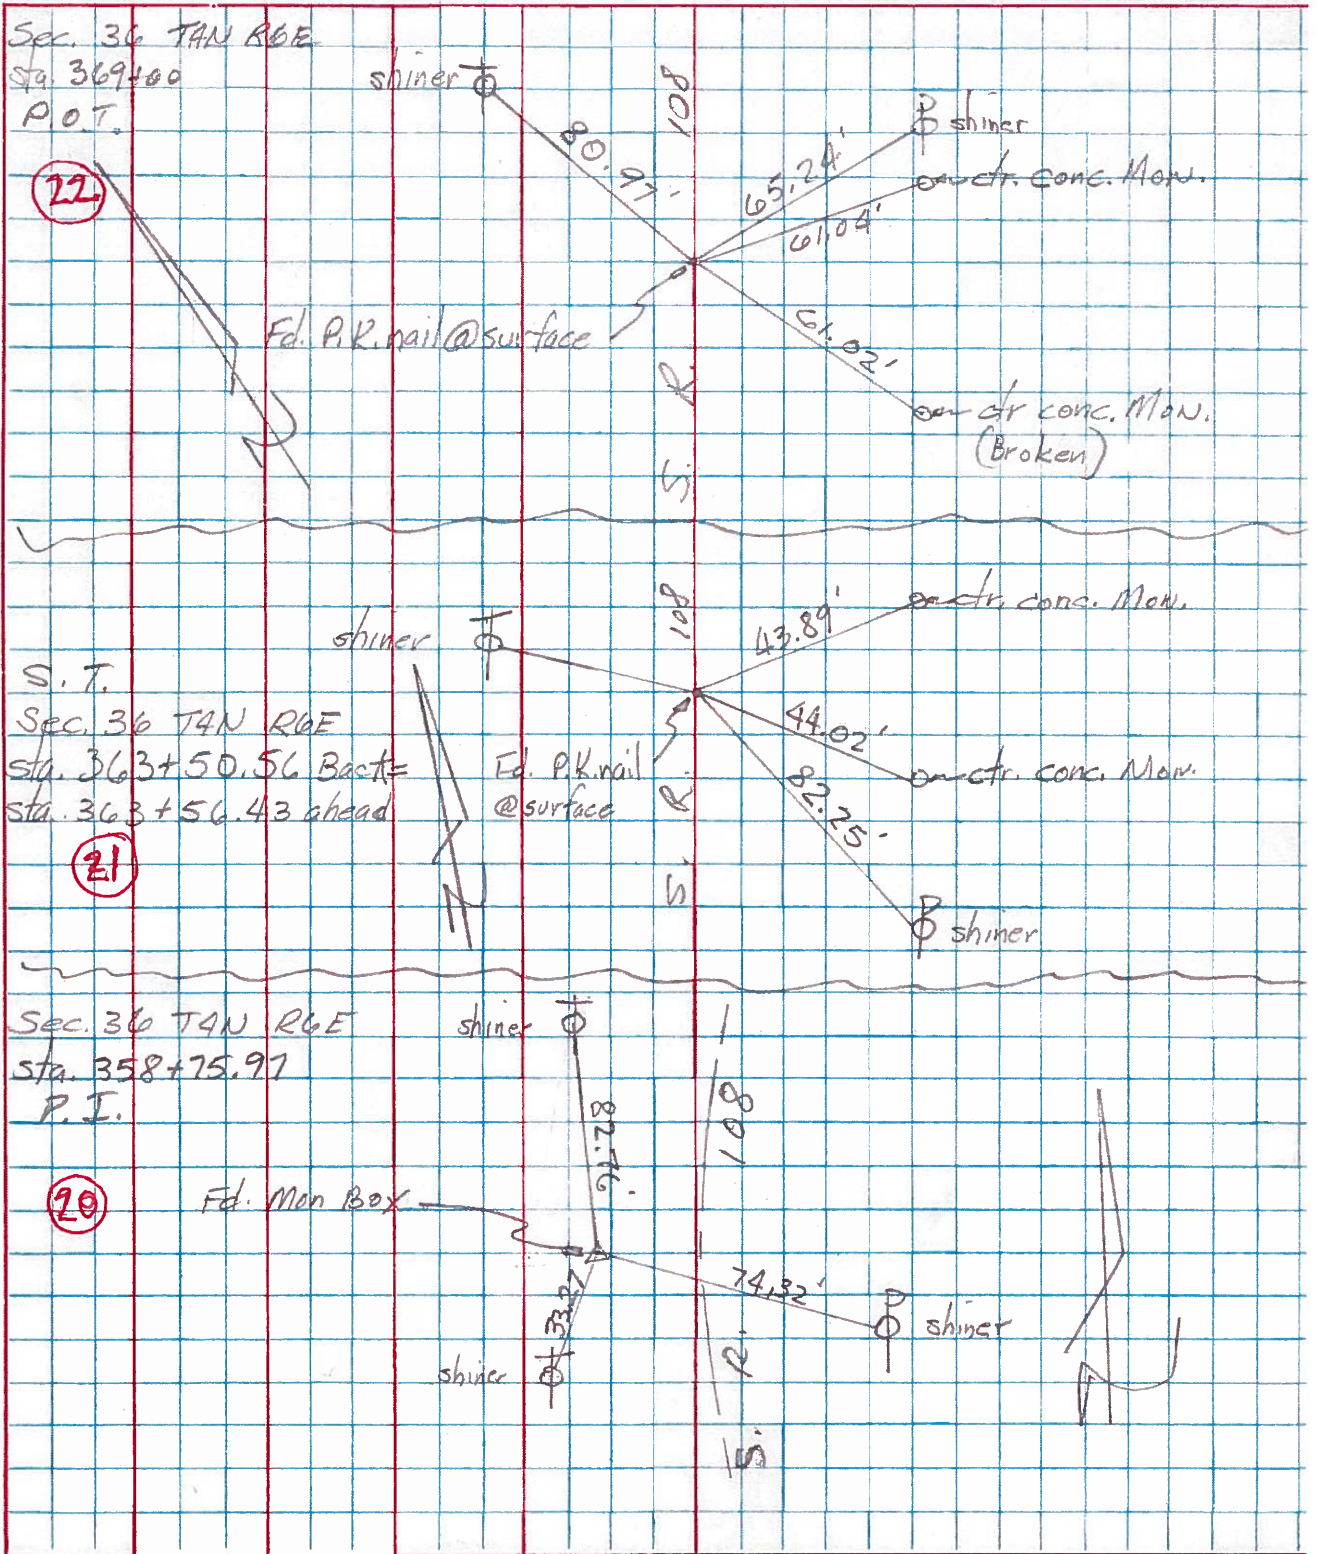 Sec. 36 T4N R6E
sta. 369+00
P.O.T.
22
shiner
80.97'
108
65.24'
shiner
61.04'
ctr. conc. Mon.
Fd. P.K. nail @ surface
61.02'
ctr conc. Mon.
(Broken)
S. R.
N
shiner
108
43.89'
ctr. conc. Mon.
S. T.
Sec. 36 T4N R6E
sta. 363+50.56 Back=
sta. 363+56.43 ahead
21
Fd. P.K. nail
@ surface
44.02'
ctr. conc. Mon.
82.25'
shiner
S. R.
N
Sec. 36 T4N R6E
sta. 358+75.97
P. I.
20
shiner
82.76'
108
Fd. Mon Box
74.32'
shiner
33.27
shiner
S. R.
N